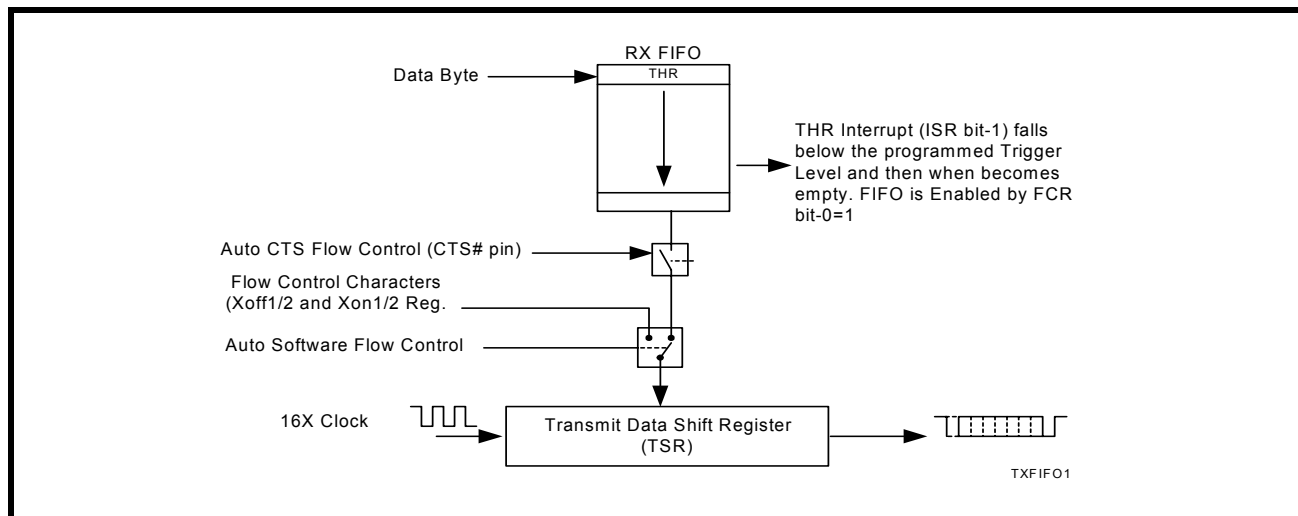 RX FIFO
THR
Data Byte
THR Interrupt (ISR bit-1) falls
below the programmed Trigger
Level and then when becomes
empty. FIFO is Enabled by FCR
bit-0=1
Auto CTS Flow Control (CTS# pin)
Flow Control Characters
(Xoff1/2 and Xon1/2 Reg.
Auto Software Flow Control
16X Clock
Transmit Data Shift Register
(TSR)
TXFIFO1